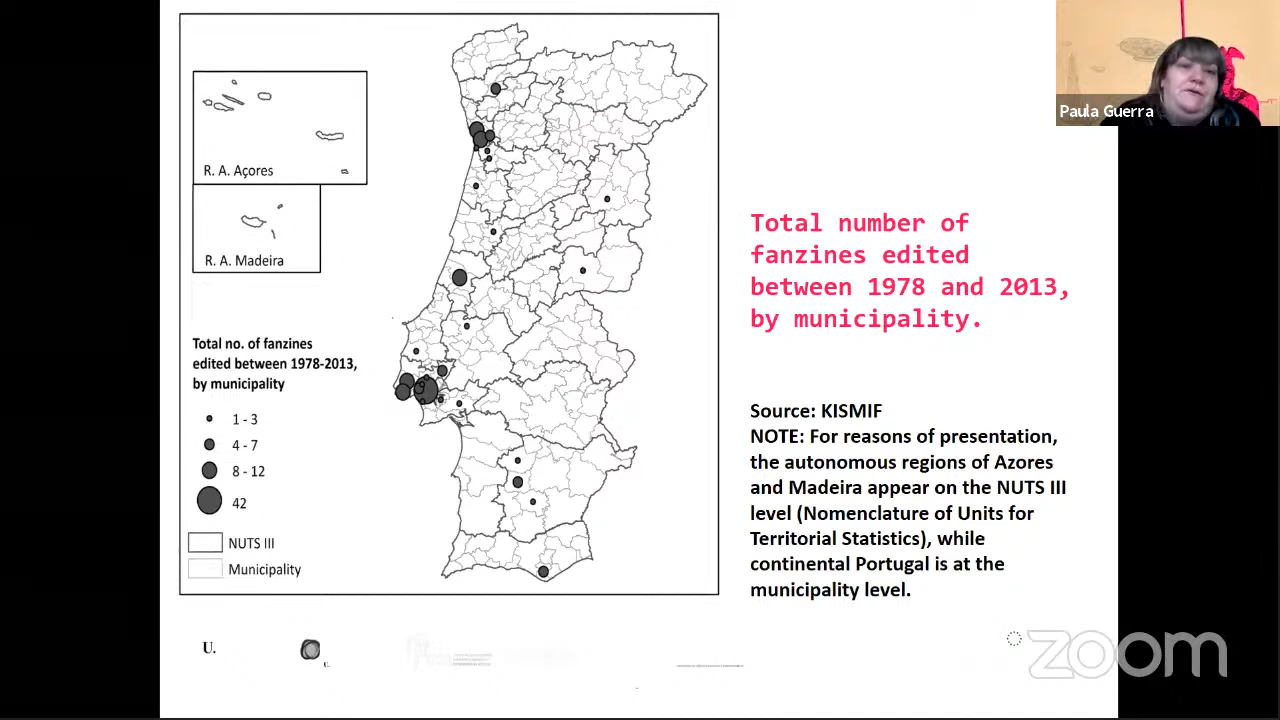 Paula Guerra
R. A. Açores
R. A. Madeira
Total no. of fanzines
edited between 1978-2013,
by municipality
1 - 3
4 - 7
8 - 12
42
NUTS III
Municipality
Total number of
fanzines edited
between 1978 and 2013,
by municipality.
Source: KISMIF
NOTE: For reasons of presentation,
the autonomous regions of Azores
and Madeira appear on the NUTS III
level (Nomenclature of Units for
Territorial Statistics), while
continental Portugal is at the
municipality level.
U.
U.
zoom